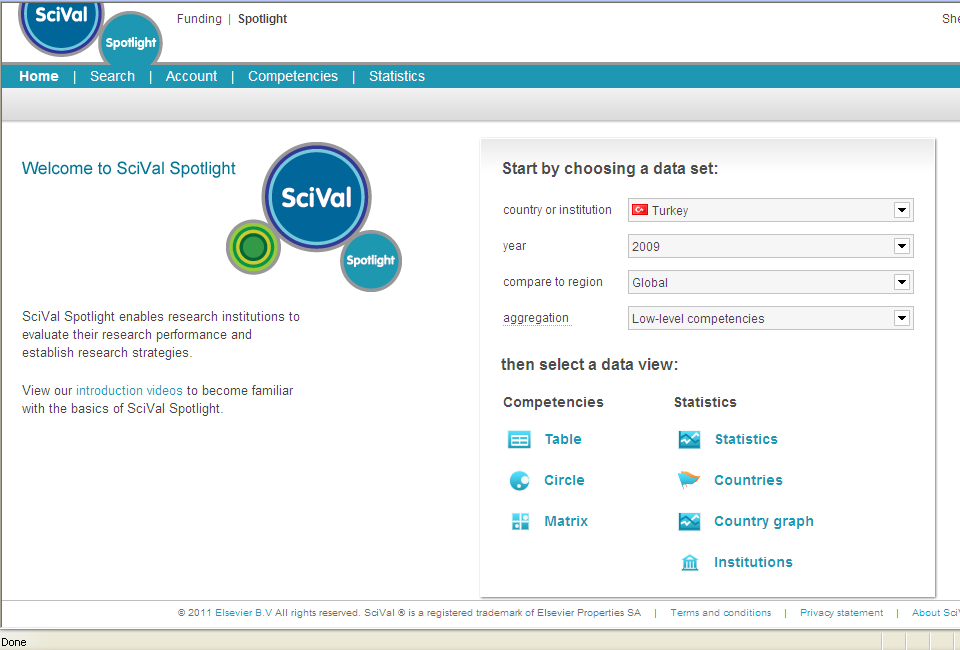 SciVal
Spotlight
Funding | Spotlight
Home | Search | Account | Competencies | Statistics
Welcome to SciVal Spotlight
SciVal
Spotlight
SciVal Spotlight enables research institutions to
evaluate their research performance and
establish research strategies.
View our introduction videos to become familiar
with the basics of SciVal Spotlight.
Start by choosing a data set:
country or institution Turkey
year 2009
compare to region Global
aggregation Low-level competencies
then select a data view:
Competencies
Table
Circle
Matrix
Statistics
Statistics
Countries
Country graph
Institutions
© 2011 Elsevier B.V All rights reserved. SciVal ® is a registered trademark of Elsevier Properties SA | Terms and conditions | Privacy statement | About
Done